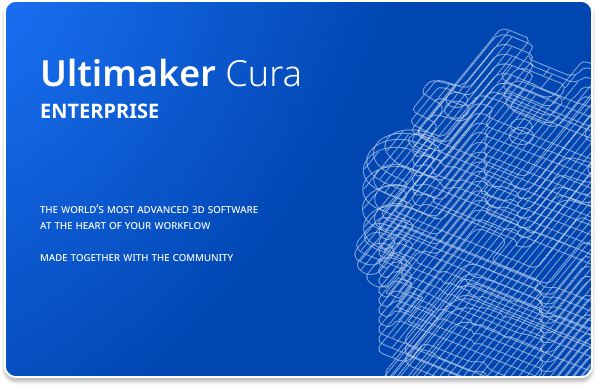 Ultimaker Cura
ENTERPRISE
THE WORLD'S MOST ADVANCED 3D SOFTWARE
AT THE HEART OF YOUR WORKFLOW
MADE TOGETHER WITH THE COMMUNITY